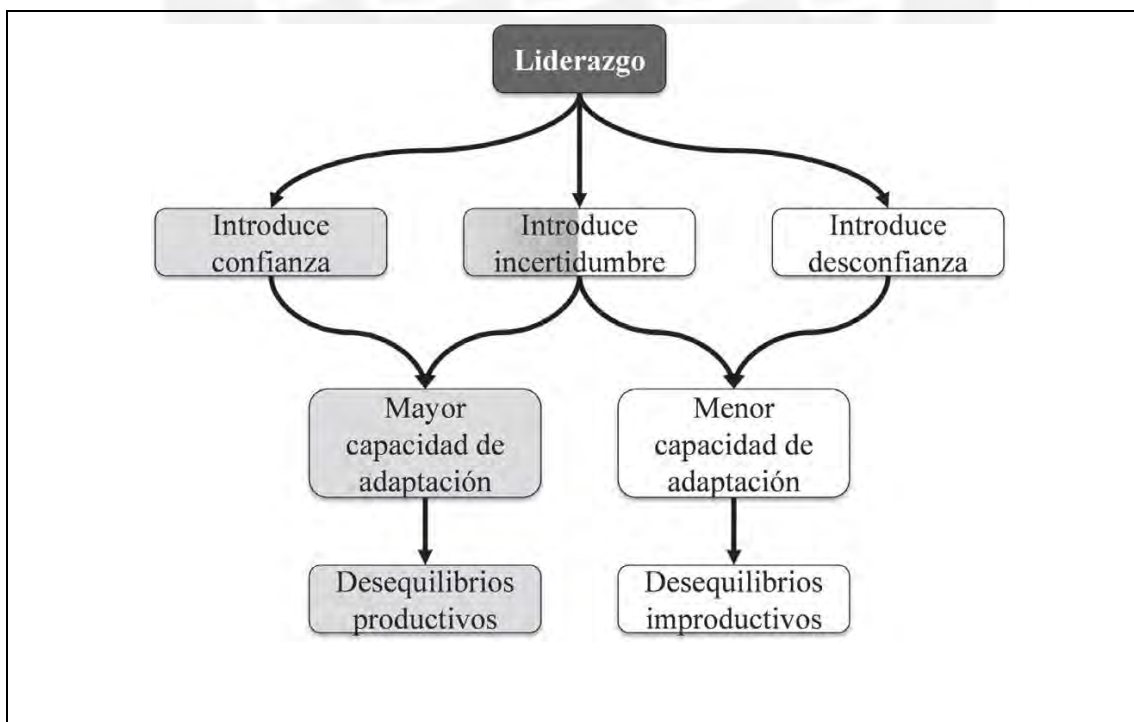 Liderazgo
Introduce
confianza
Introduce
incertidumbre
Introduce
desconfianza
Mayor
capacidad de
adaptación
Menor
capacidad de
adaptación
Desequilibrios
productivos
Desequilibrios
improductivos